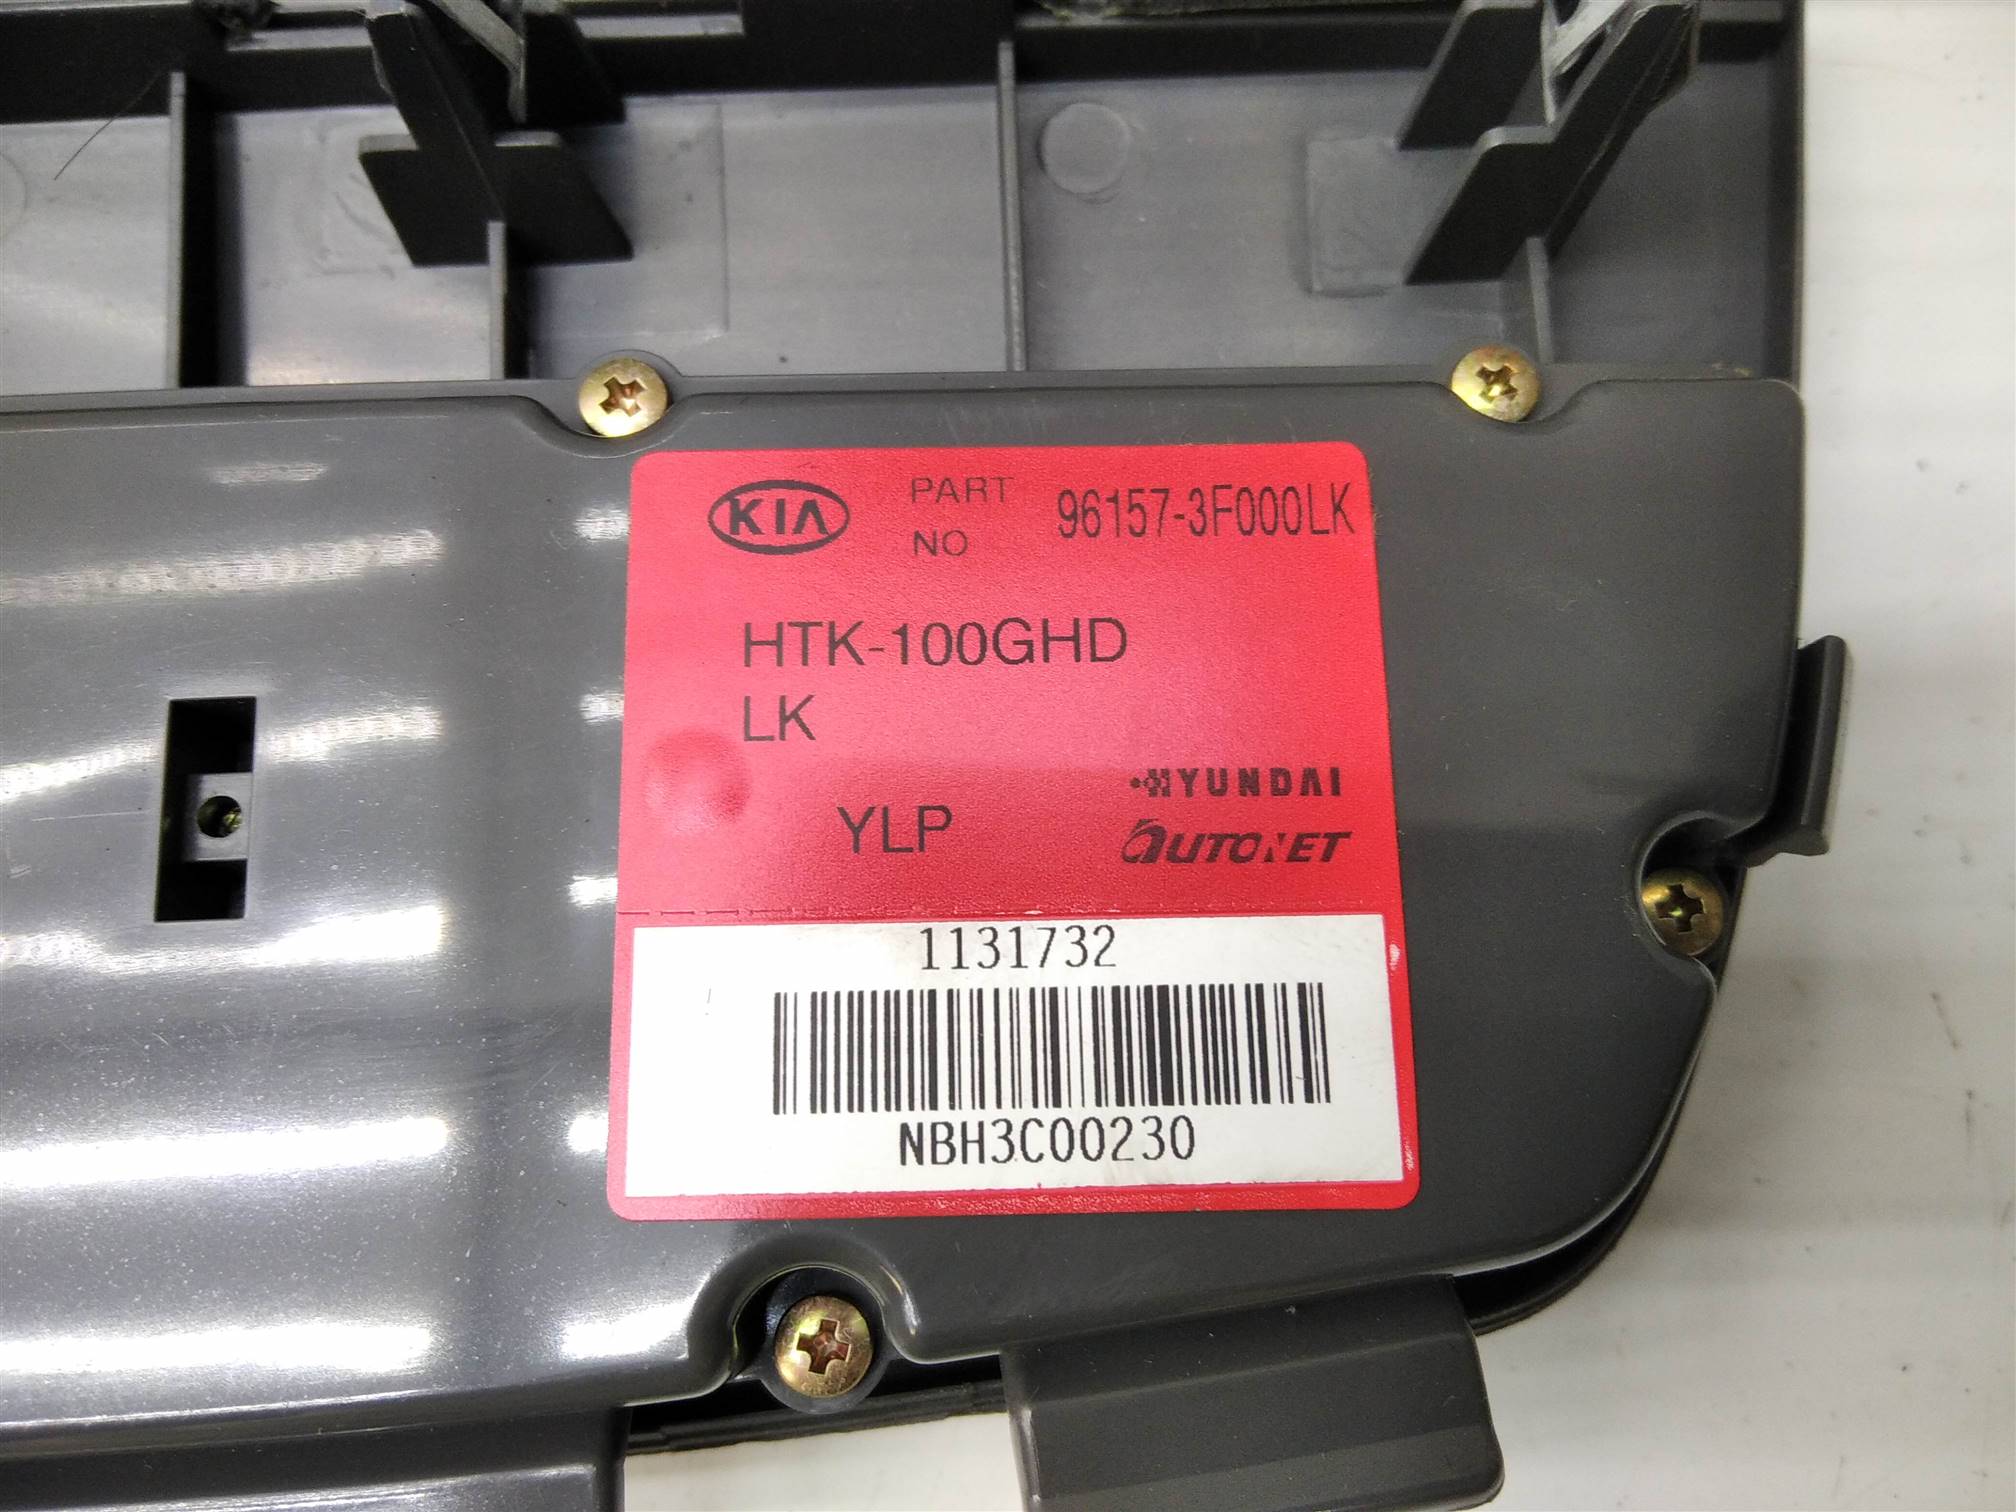 KIA PART NO 96157-3F000LK
HTK-100GHD
LK
YLP
HYUNDAI
AUTONET
1131732
NBH3C00230